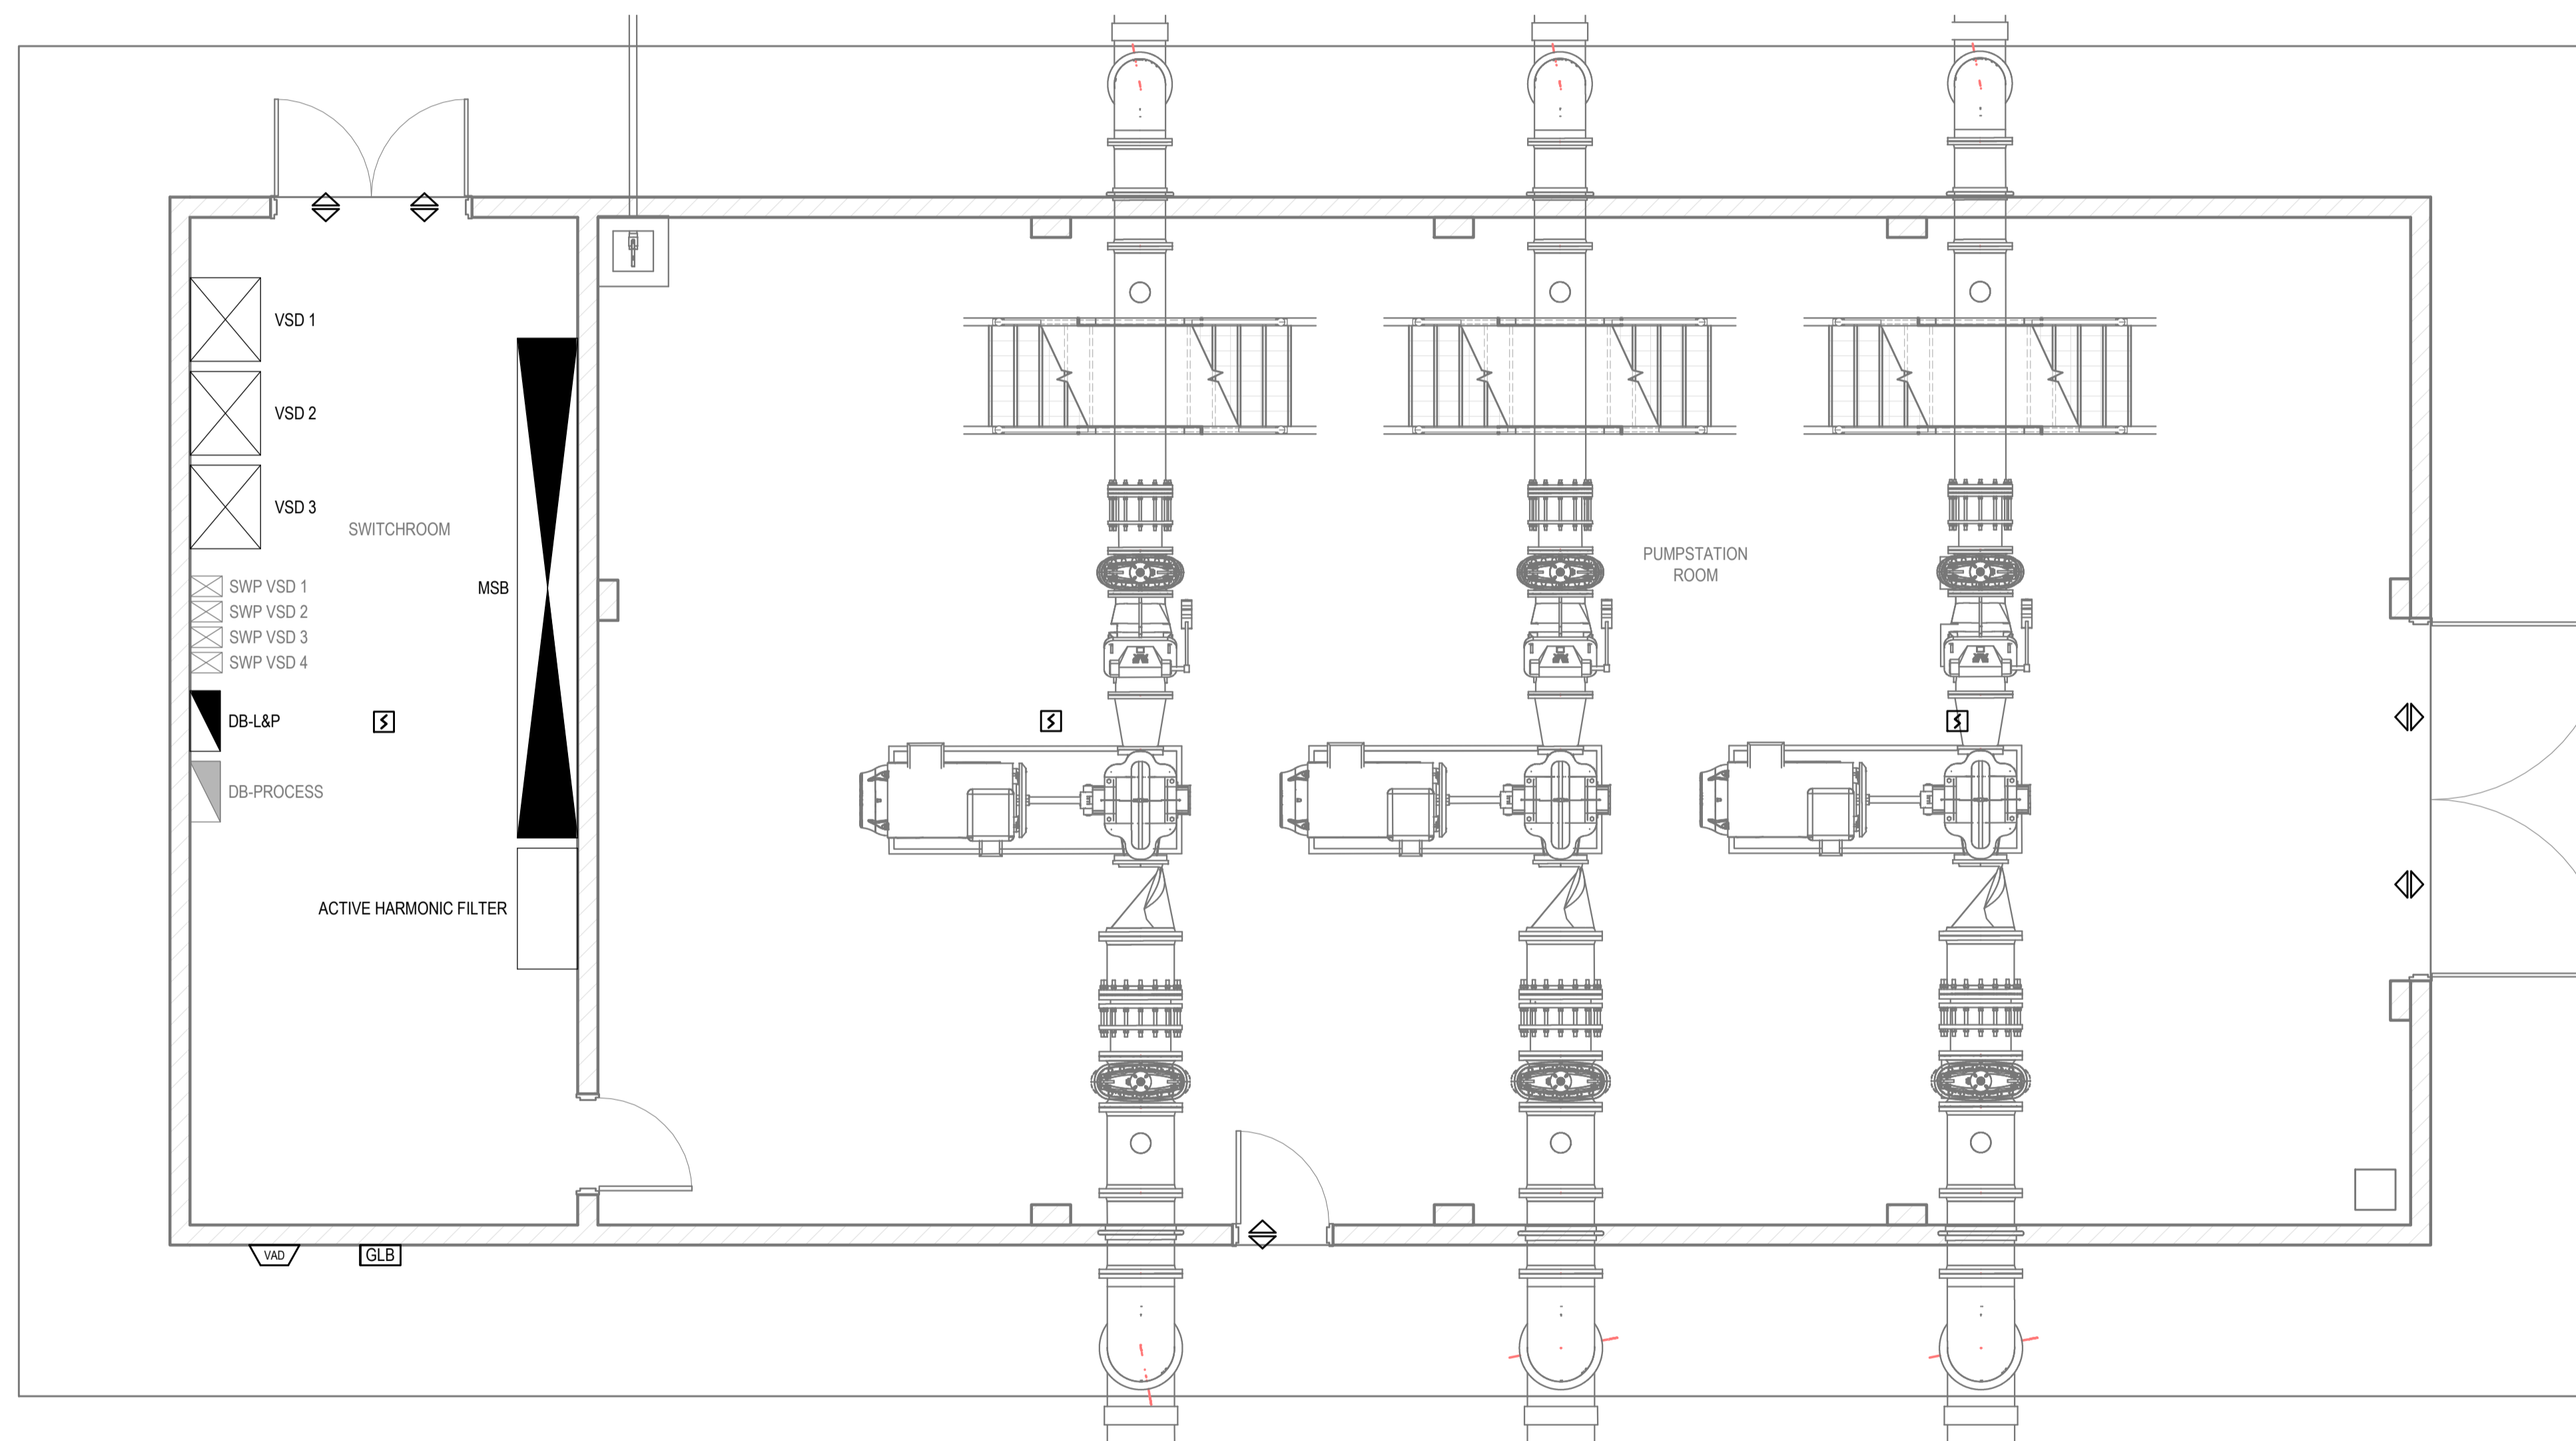 VSD 1
VSD 2
VSD 3
SWITCHROOM
PUMPSTATION
ROOM
SWP VSD 1
SWP VSD 2
SWP VSD 3
SWP VSD 4
MSB
DB-L&P
DB-PROCESS
ACTIVE HARMONIC FILTER
VAD
GLB